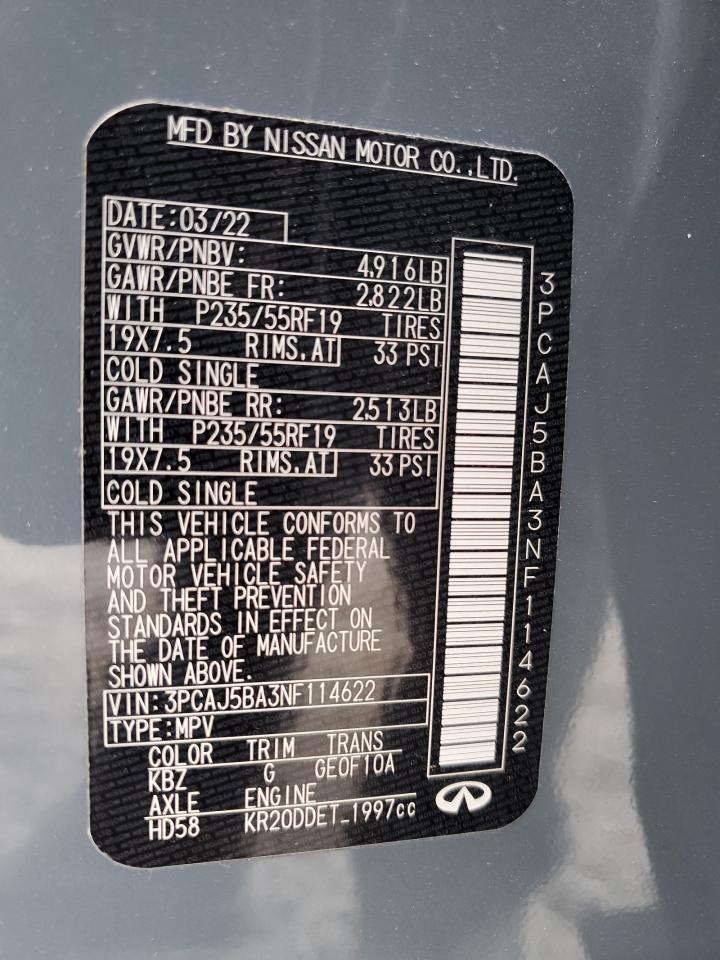 MFD BY NISSAN MOTOR CO.,LTD.
DATE:03/22
GVWR/PNBV: 4,916LB
GAWR/PNBE FR: 2,822LB
WITH P235/55RF19 TIRES
19X7.5 RIMS,AT 33 PSI
COLD SINGLE
GAWR/PNBE RR: 2,513LB
WITH P235/55RF19 TIRES
19X7.5 RIMS,AT 33 PSI
COLD SINGLE
THIS VEHICLE CONFORMS TO
ALL APPLICABLE FEDERAL
MOTOR VEHICLE SAFETY
AND THEFT PREVENTION
STANDARDS IN EFFECT ON
THE DATE OF MANUFACTURE
SHOWN ABOVE.
VIN:3PCAJ5BA3NF114622
TYPE:MPV
COLOR TRIM TRANS
KBZ G GE0F10A
AXLE ENGINE
HD58 KR20DDET_1997cc
3PCAJ5BA3NF114622